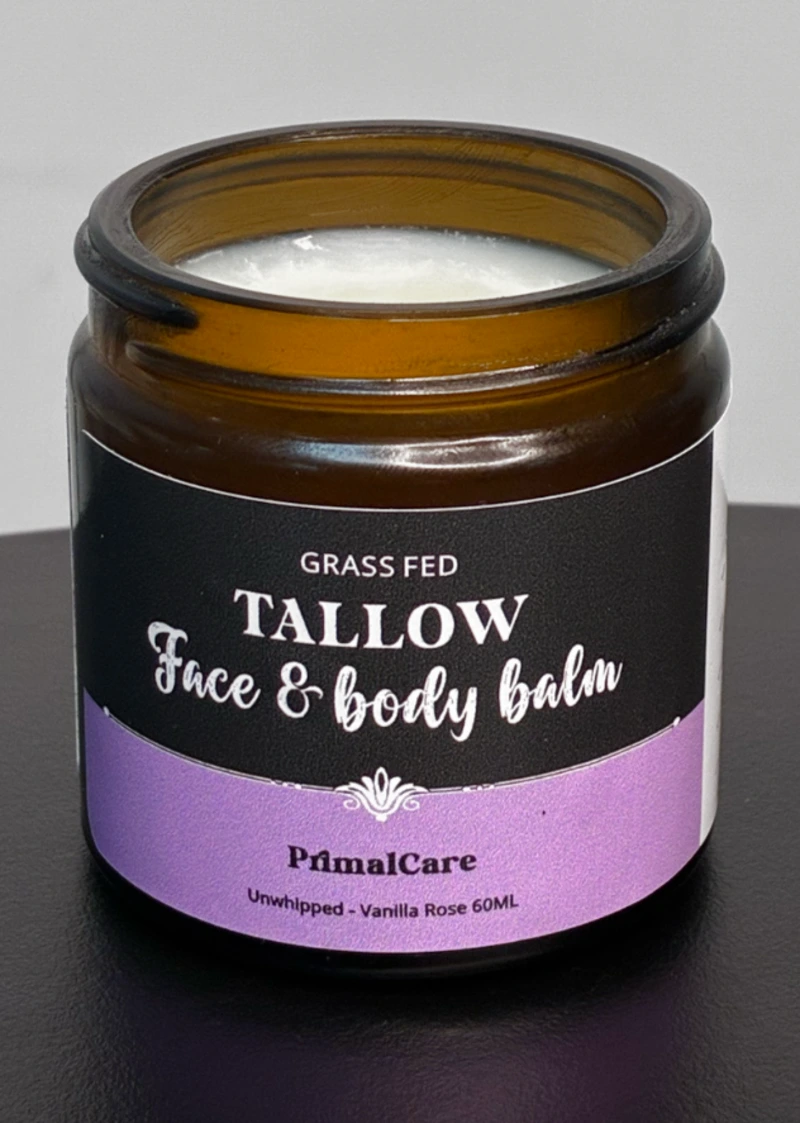 GRASS FED
TALLOW
Face & body balm
PrimalCare
Unwhipped - Vanilla Rose 60ML